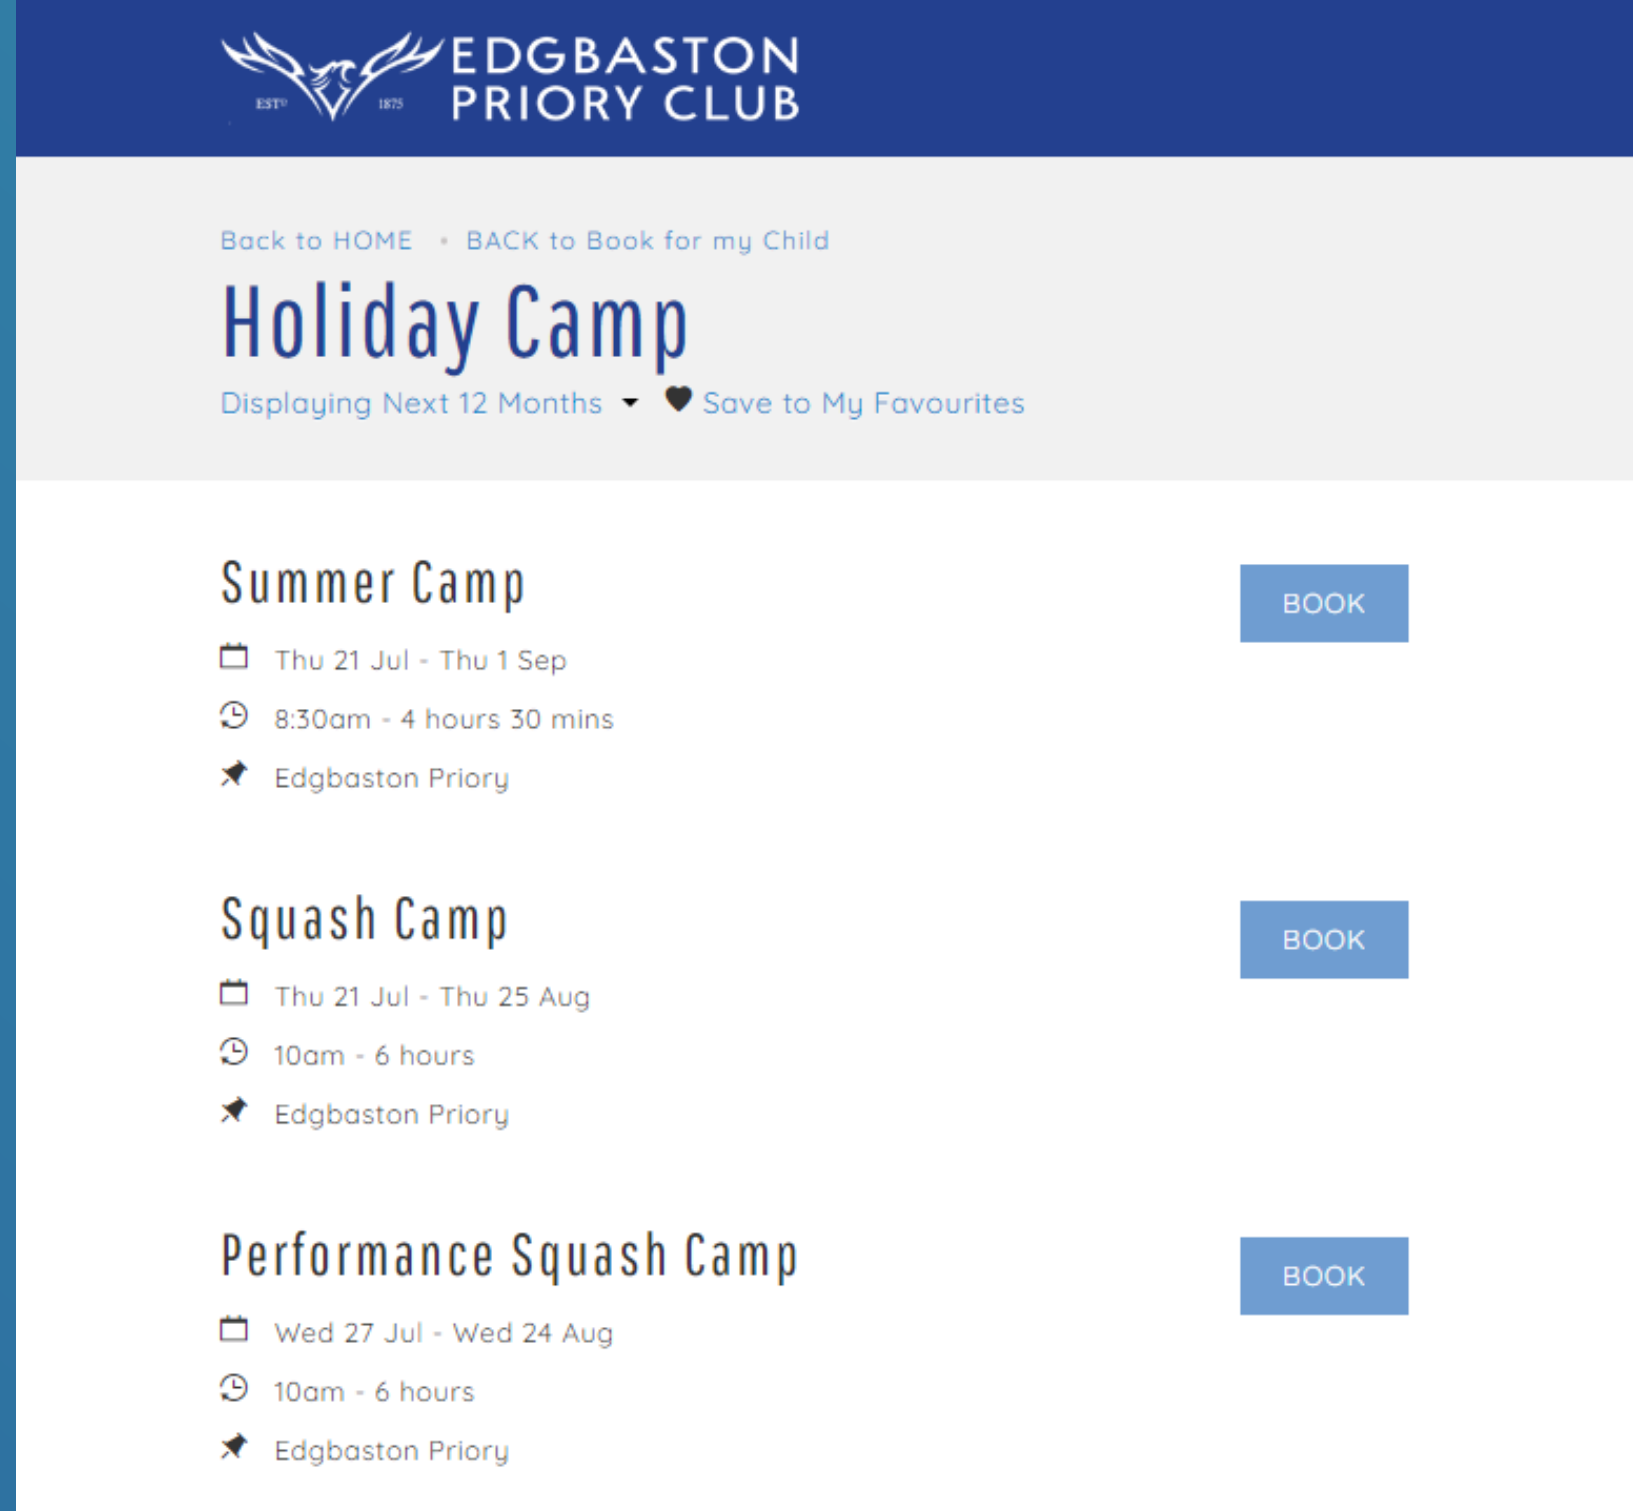 EDGBASTON
PRIORY CLUB
ESTD 1875
Back to HOME • BACK to Book for my Child
Holiday Camp
Displaying Next 12 Months Save to My Favourites
Summer Camp
BOOK
Thu 21 Jul - Thu 1 Sep
8:30am - 4 hours 30 mins
Edgbaston Priory
Squash Camp
BOOK
Thu 21 Jul - Thu 25 Aug
10am - 6 hours
Edgbaston Priory
Performance Squash Camp
BOOK
Wed 27 Jul - Wed 24 Aug
10am - 6 hours
Edgbaston Priory